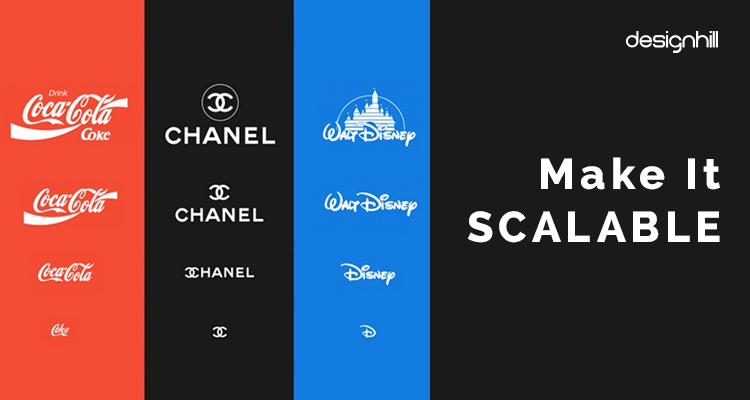 designhill
Drink
Coca-Cola
Coke
CHANEL
WALT DISNEY
Coca-Cola
CHANEL
WALT DISNEY
Coca-Cola
CHANEL
Disney
Coke
D
Make It
SCALABLE